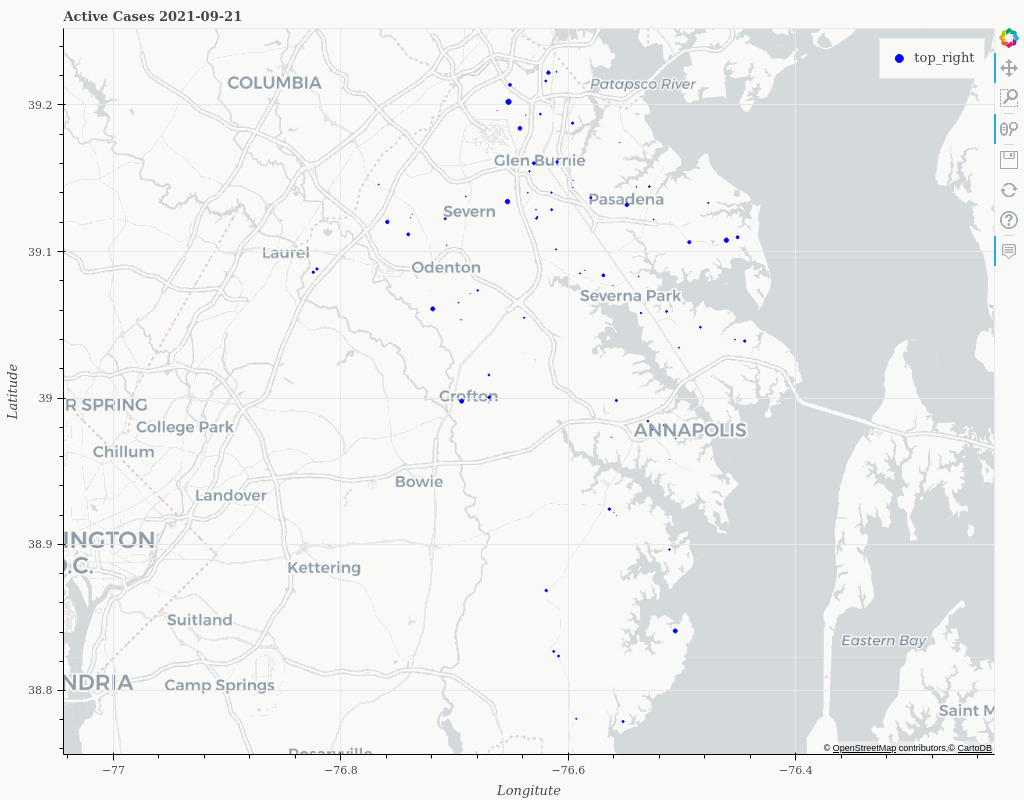 Active Cases 2021-09-21
top_right
COLUMBIA
Patapsco River
39.2
Glen Burnie
Pasadena
Severn
39.1
Laurel
Odenton
Severna Park
Latitude
Crofton
39
R SPRING
College Park
ANNAPOLIS
Chillum
Bowie
Landover
INGTON
38.9
.C.
Kettering
Suitland
Eastern Bay
NDRIA
38.8
Camp Springs
Saint M
Rosaryville
© OpenStreetMap contributors,© CartoDB
−77
−76.8
−76.6
−76.4
Longitute